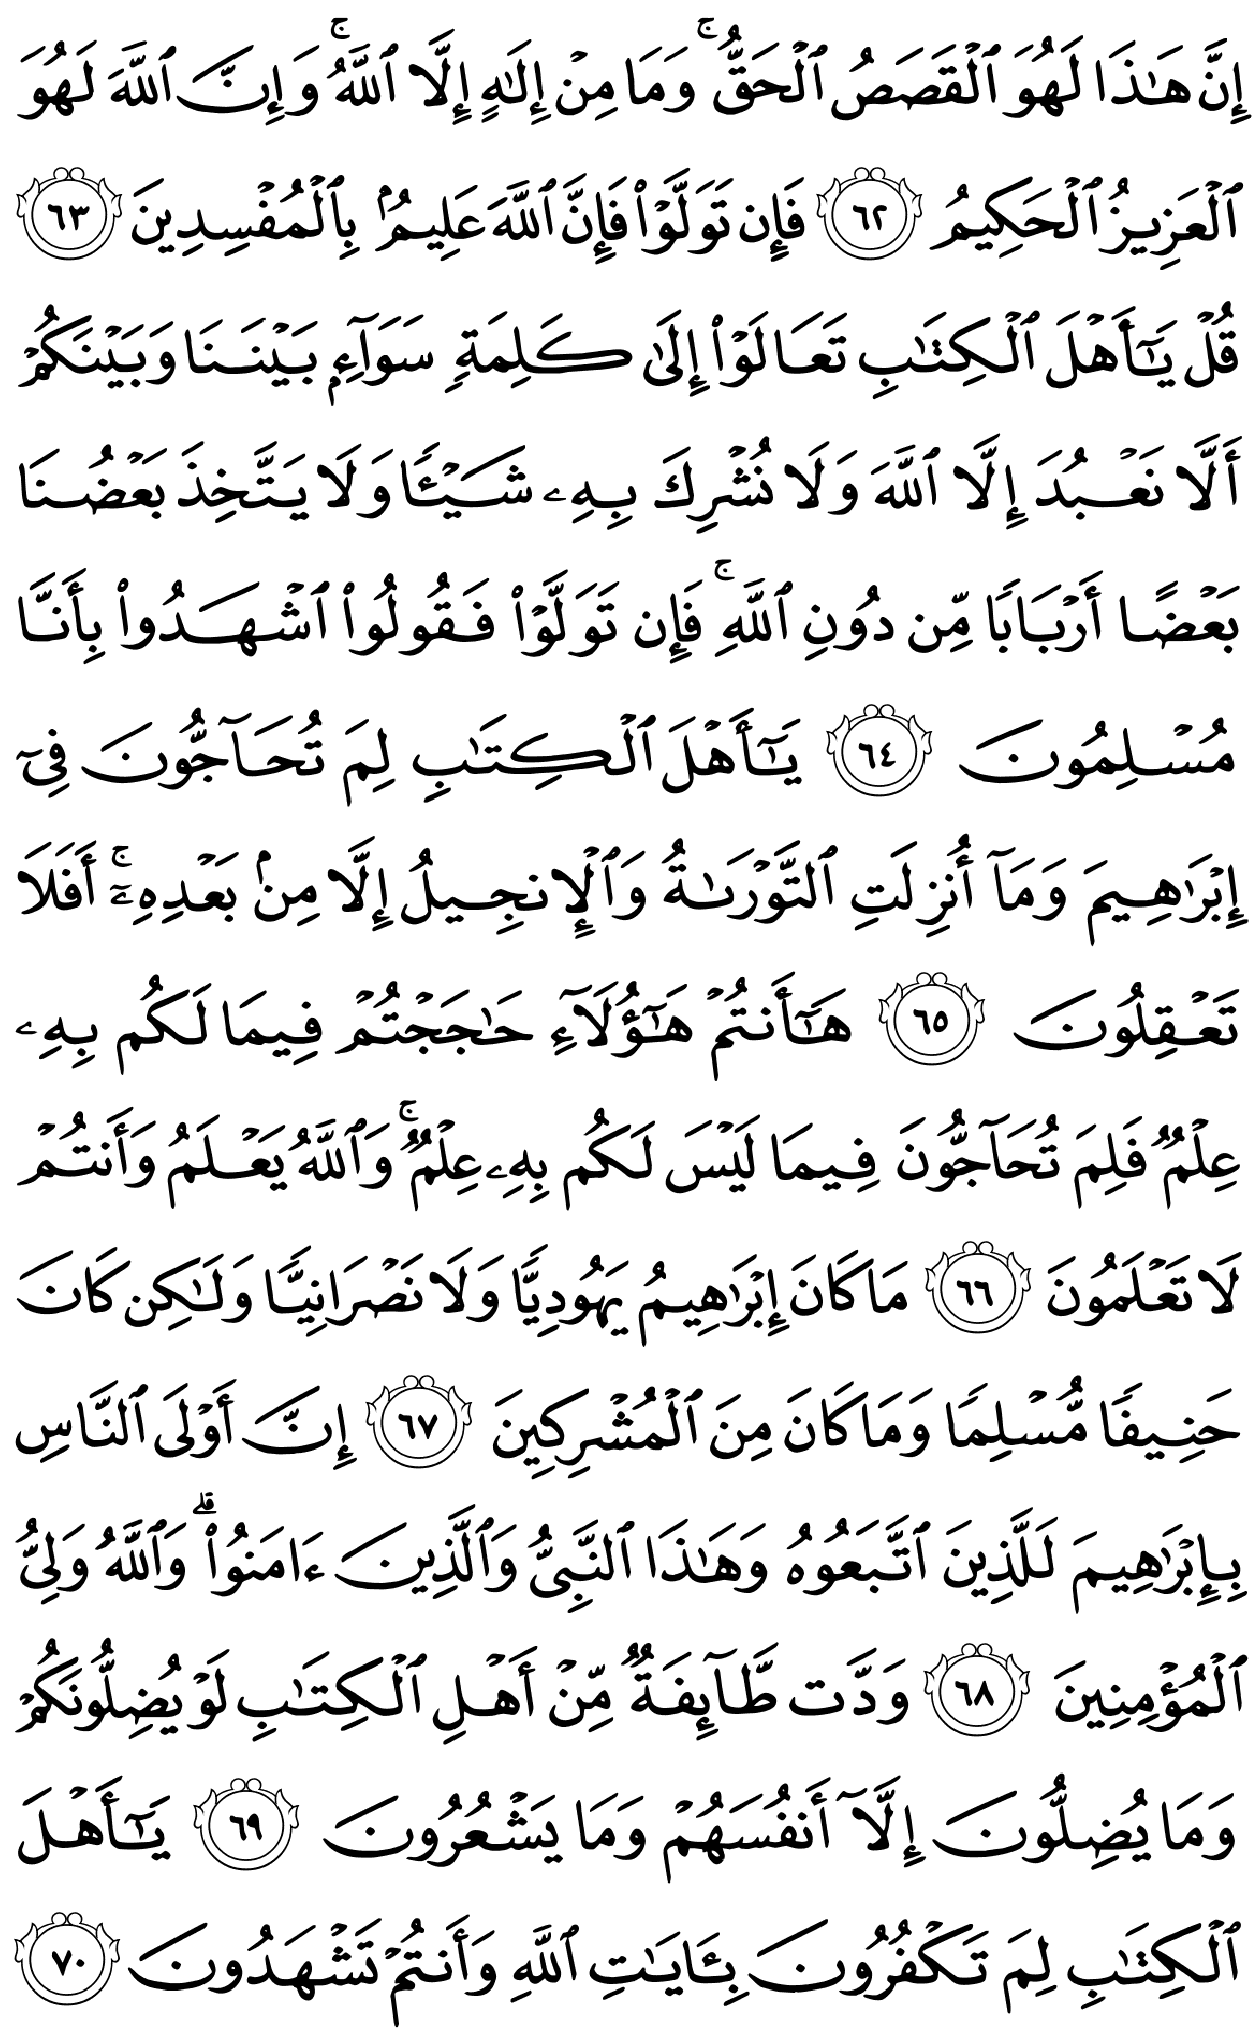 إِنَّ هَٰذَا لَهُوَ ٱلْقَصَصُ ٱلْحَقُّ ۚ وَمَا مِنْ إِلَٰهٍ إِلَّا ٱللَّهُ ۚ وَإِنَّ ٱللَّهَ لَهُوَ
ٱلْعَزِيزُ ٱلْحَكِيمُ ٦٢ فَإِن تَوَلَّوْا۟ فَإِنَّ ٱللَّهَ عَلِيمٌۢ بِٱلْمُفْسِدِينَ ٦٣
قُلْ يَٰٓأَهْلَ ٱلْكِتَٰبِ تَعَالَوْا۟ إِلَىٰ كَلِمَةٍ سَوَآءٍۭ بَيْنَنَا وَبَيْنَكُمْ
أَلَّا نَعْبُدَ إِلَّا ٱللَّهَ وَلَا نُشْرِكَ بِهِۦ شَيْـًٔا وَلَا يَتَّخِذَ بَعْضُنَا
بَعْضًا أَرْبَابًا مِّن دُونِ ٱللَّهِ ۚ فَإِن تَوَلَّوْا۟ فَقُولُوا۟ ٱشْهَدُوا۟ بِأَنَّا
مُسْلِمُونَ ٦٤ يَٰٓأَهْلَ ٱلْكِتَٰبِ لِمَ تُحَآجُّونَ فِىٓ
إِبْرَٰهِيمَ وَمَآ أُنزِلَتِ ٱلتَّوْرَىٰةُ وَٱلْإِنجِيلُ إِلَّا مِنۢ بَعْدِهِۦٓ ۚ أَفَلَا
تَعْقِلُونَ ٦٥ هَٰٓأَنتُمْ هَٰٓؤُلَآءِ حَٰجَجْتُمْ فِيمَا لَكُم بِهِۦ
عِلْمٌ فَلِمَ تُحَآجُّونَ فِيمَا لَيْسَ لَكُم بِهِۦ عِلْمٌ ۚ وَٱللَّهُ يَعْلَمُ وَأَنتُمْ
لَا تَعْلَمُونَ ٦٦ مَا كَانَ إِبْرَٰهِيمُ يَهُودِيًّا وَلَا نَصْرَانِيًّا وَلَٰكِن كَانَ
حَنِيفًا مُّسْلِمًا وَمَا كَانَ مِنَ ٱلْمُشْرِكِينَ ٦٧ إِنَّ أَوْلَى ٱلنَّاسِ
بِإِبْرَٰهِيمَ لَلَّذِينَ ٱتَّبَعُوهُ وَهَٰذَا ٱلنَّبِىُّ وَٱلَّذِينَ ءَامَنُوا۟ ۗ وَٱللَّهُ وَلِىُّ
ٱلْمُؤْمِنِينَ ٦٨ وَدَّت طَّآئِفَةٌ مِّنْ أَهْلِ ٱلْكِتَٰبِ لَوْ يُضِلُّونَكُمْ
وَمَا يُضِلُّونَ إِلَّآ أَنفُسَهُمْ وَمَا يَشْعُرُونَ ٦٩ يَٰٓأَهْلَ
ٱلْكِتَٰبِ لِمَ تَكْفُرُونَ بِـَٔايَٰتِ ٱللَّهِ وَأَنتُمْ تَشْهَدُونَ ٧٠